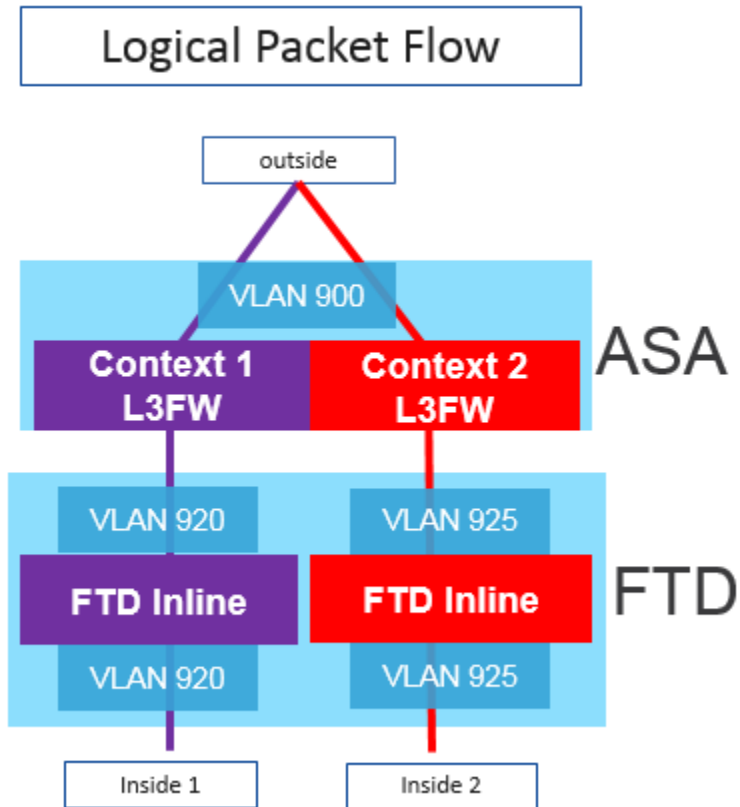 Logical Packet Flow
outside
VLAN 900
Context 1
L3FW
Context 2
L3FW
ASA
VLAN 920
VLAN 925
FTD Inline
FTD Inline
FTD
VLAN 920
VLAN 925
Inside 1
Inside 2